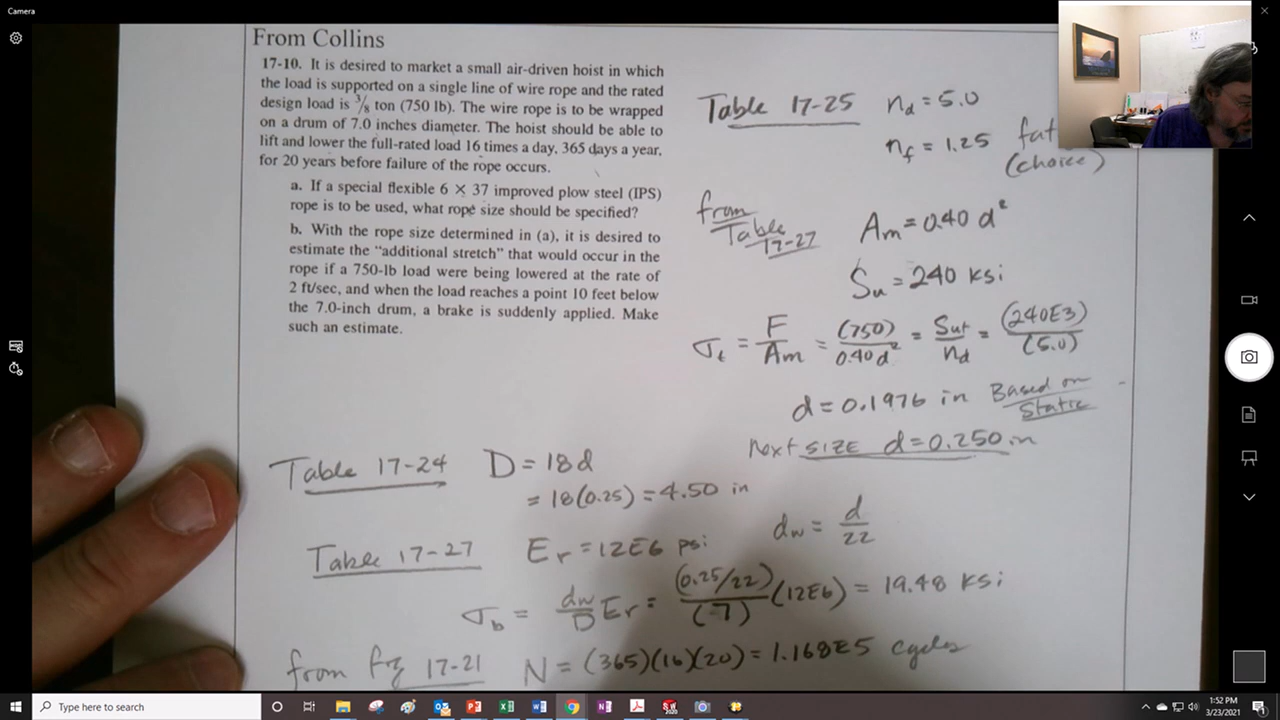 Camera
From Collins
17-10. It is desired to market a small air-driven hoist in which
the load is supported on a single line of wire rope and the rated
design load is 3/8 ton (750 lb). The wire rope is to be wrapped
on a drum of 7.0 inches diameter. The hoist should be able to
lift and lower the full-rated load 16 times a day, 365 days a year,
for 20 years before failure of the rope occurs.
a. If a special flexible 6 × 37 improved plow steel (IPS)
rope is to be used, what rope size should be specified?
b. With the rope size determined in (a), it is desired to
estimate the “additional stretch” that would occur in the
rope if a 750-lb load were being lowered at the rate of
2 ft/sec, and when the load reaches a point 10 feet below
the 7.0-inch drum, a brake is suddenly applied. Make
such an estimate.
Table 17-25 nd = 5.0
nf = 1.25 fat
(choice)
from
Table
17-27
Am = 0.40 d²
Su = 240 ksi
σt = F/Am = (750)/0.40d² = Sut/nd = (240E3)/(5.0)
d = 0.1976 in Based on
Static
Next SIZE d = 0.250 in
Table 17-24 D = 18d
= 18(0.25) = 4.50 in
Table 17-27 Er = 12E6 psi dw = d/22
σb = dw/D Er = (0.25/22)/(7) (12E6) = 19.48 ksi
from fig 17-21 N = (365)(16)(20) = 1.168E5 cycles
Type here to search
1:52 PM
3/23/2021